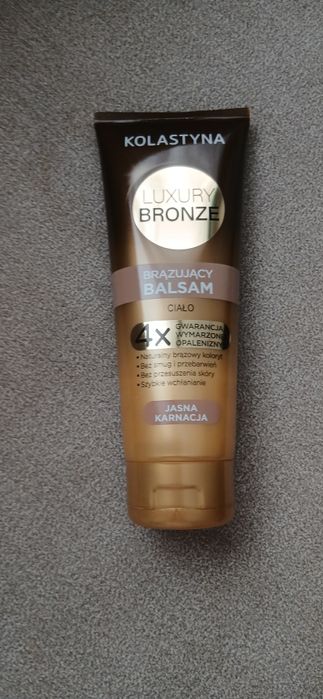 KOLASTYNA
LUXURY
BRONZE
BRĄZUJĄCY
BALSAM
CIAŁO
4x
GWARANCJA
WYMARZONEJ
OPALENIZNY
• Naturalny brązowy koloryt
• Bez smug i przebarwień
• Bez przesuszenia skóry
• Szybkie wchłanianie
JASNA
KARNACJA